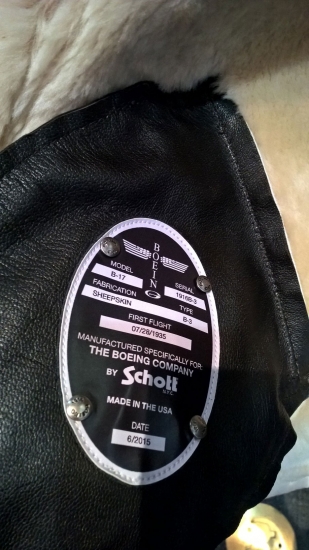 BOEING
MODEL
B-17
SERIAL
1916B-3
FABRICATION
SHEEPSKIN
TYPE
B-3
FIRST FLIGHT
07/28/1935
MANUFACTURED SPECIFICALLY FOR:
THE BOEING COMPANY
BY Schott
N.Y.C.
MADE IN THE USA
DATE
6/2015